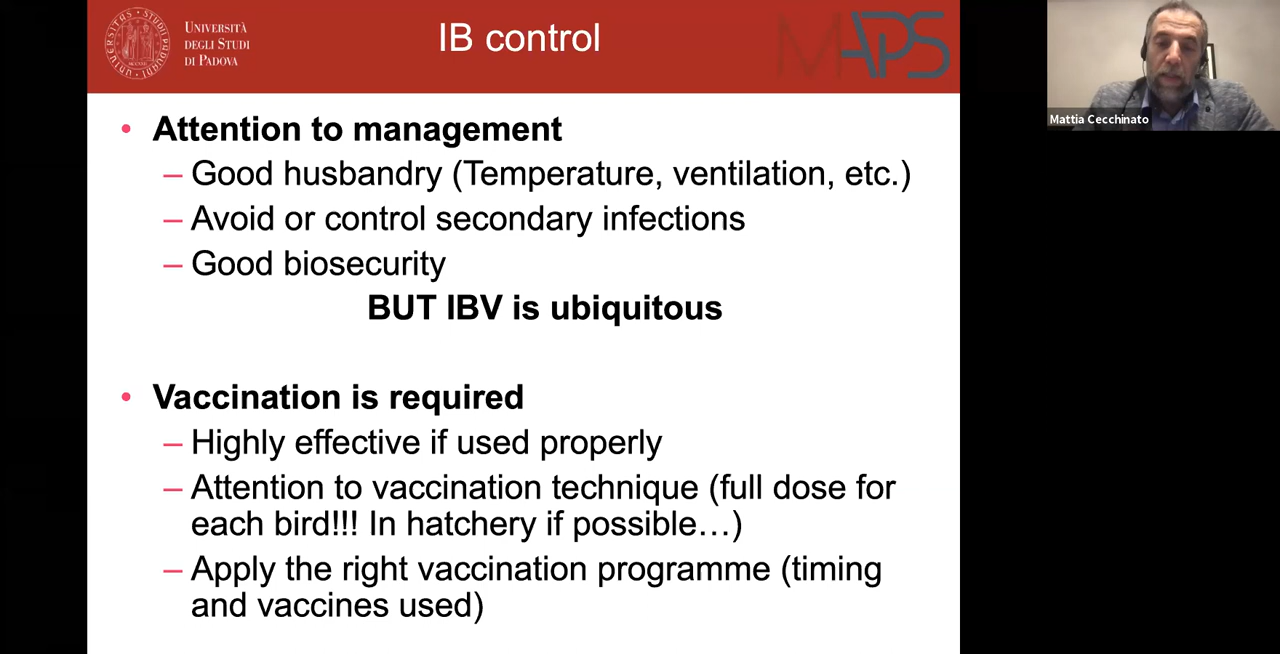 UNIVERSITÀ
DEGLI STUDI
DI PADOVA
IB control
MAPS
Mattia Cecchinato
• Attention to management
– Good husbandry (Temperature, ventilation, etc.)
– Avoid or control secondary infections
– Good biosecurity
BUT IBV is ubiquitous
• Vaccination is required
– Highly effective if used properly
– Attention to vaccination technique (full dose for
each bird!!! In hatchery if possible…)
– Apply the right vaccination programme (timing
and vaccines used)